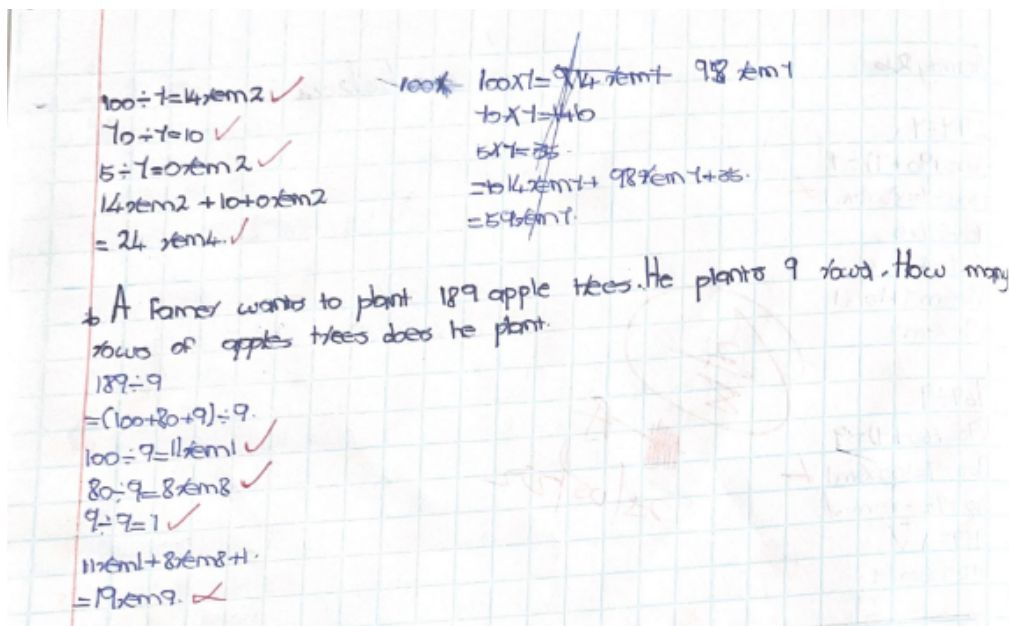 100÷7=14rem2
70÷7=10
5÷7=0rem2
14rem2+10+0rem2
=24 rem4.
100x 100x7= 98rem7
70x7=
5x7=35
=14rem7+ 98rem7+35.
=59rem7.
b A Famer wants to plant 189 apple trees. He plants 9 rows. How many
rows of apples trees does he plant.
189÷9
=(100+80+9)÷9.
100÷9=11rem1
80÷9=8rem8
9÷9=1
11rem1+8rem8+1.
=19rem9.